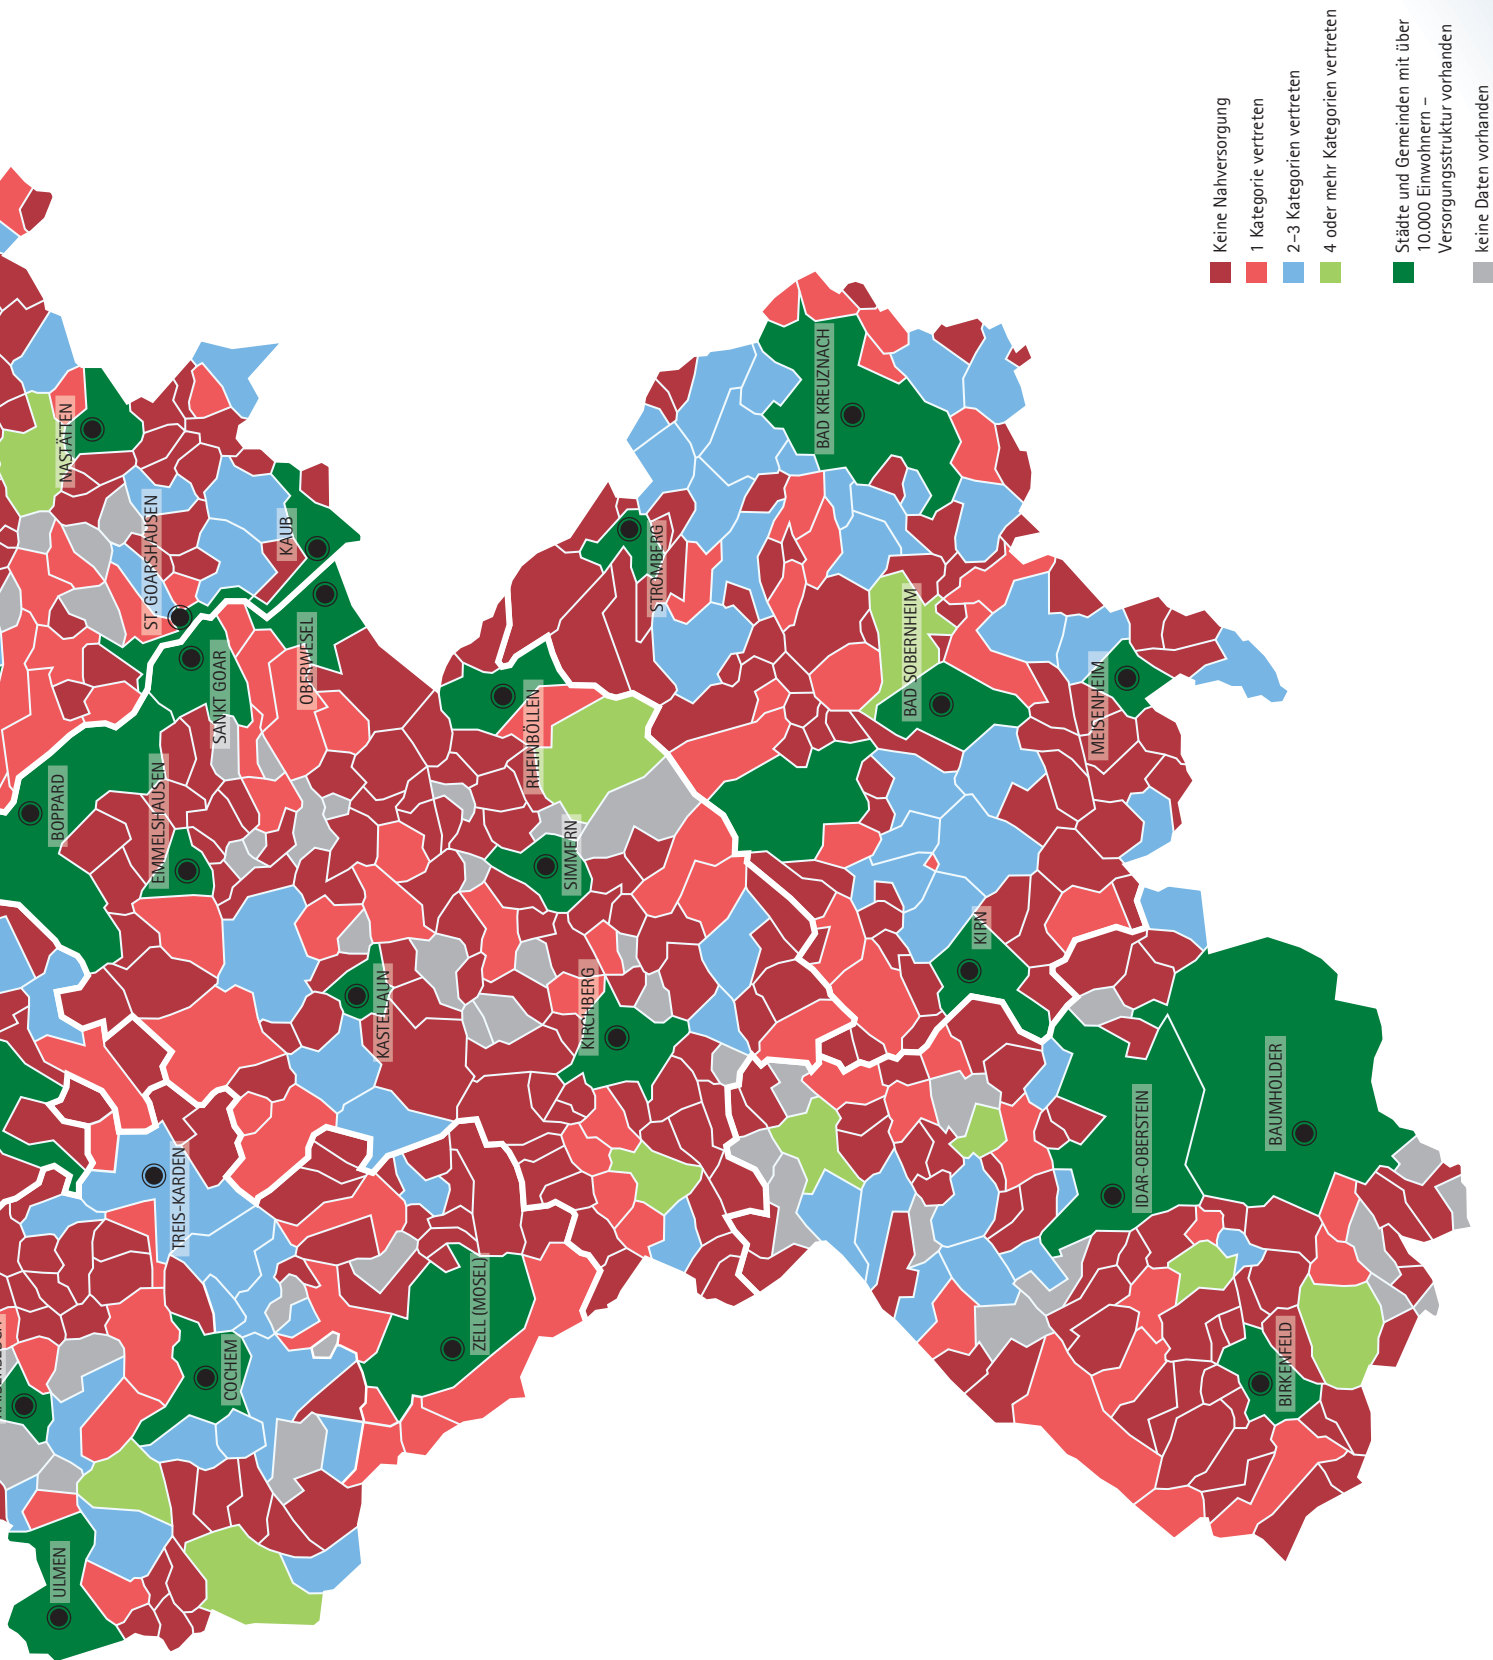 NASTÄTTEN
ST. GOARSHAUSEN
KAUB
SANKT GOAR
OBERWESEL
BOPPARD
EMMELSHAUSEN
RHEINBÖLLEN
STROMBERG
BAD KREUZNACH
BAD SOBERNHEIM
MEISENHEIM
SIMMERN
KASTELLAUN
KIRCHBERG
KIRN
TREIS-KARDEN
COCHEM
ZELL (MOSEL)
ULMEN
IDAR-OBERSTEIN
BAUMHOLDER
BIRKENFELD
Keine Nahversorgung
1 Kategorie vertreten
2–3 Kategorien vertreten
4 oder mehr Kategorien vertreten
Städte und Gemeinden mit über
10.000 Einwohnern –
Versorgungsstruktur vorhanden
keine Daten vorhanden